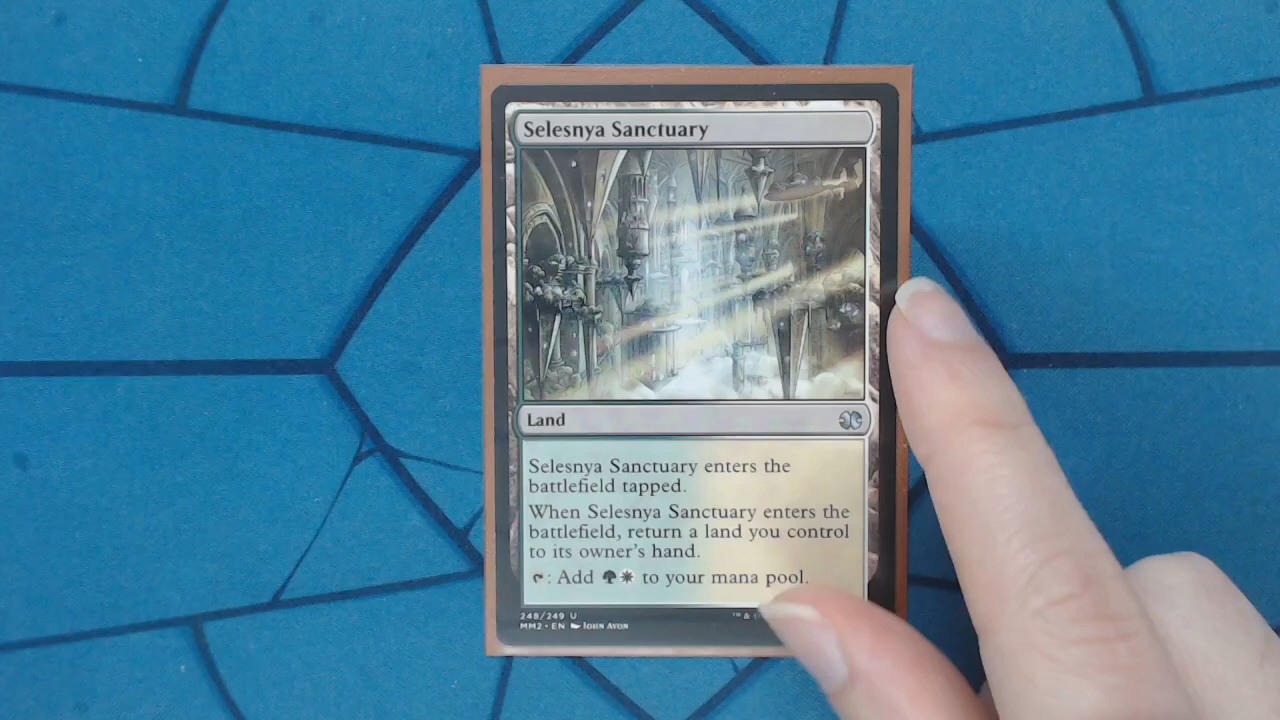 Selesnya Sanctuary
Land
Selesnya Sanctuary enters the
battlefield tapped.
When Selesnya Sanctuary enters the
battlefield, return a land you control
to its owner's hand.
: Add to your mana pool.
248/249 U
MM2 • EN John Avon
™ &